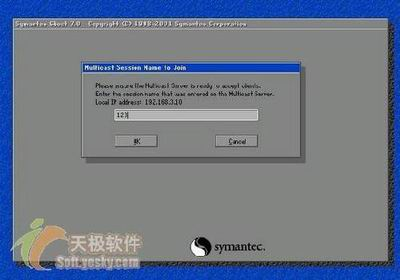 Symantec Ghost 7.0   Copyright (C) 1998-2001 Symantec Corporation
Multicast Session Name to Join
Please ensure the Multicast Server is ready to accept clients.
Enter the session name that was entered on the Multicast Server.
Local IP address: 192.168.3.10
123
OK
Cancel
symantec.
天极软件
Soft.yesky.com